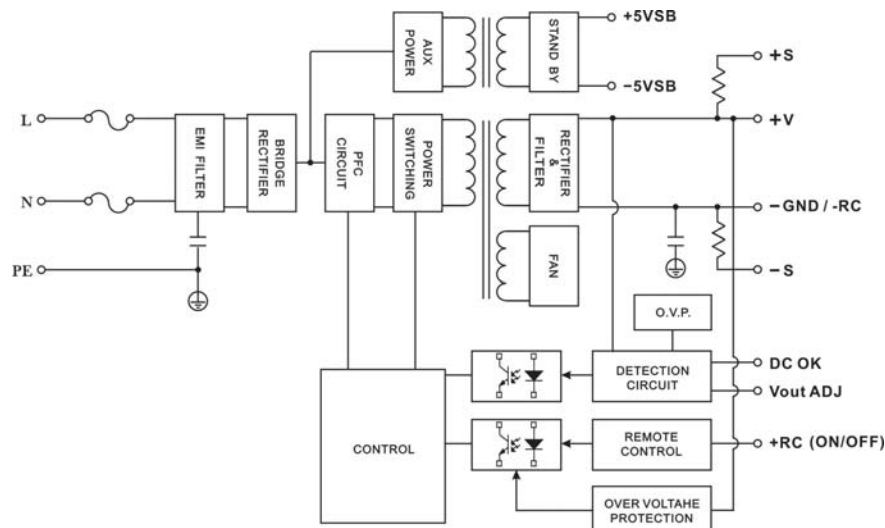 AUX
POWER
STAND BY
+5VSB
-5VSB
+S
L
EMI FILTER
BRIDGE
RECTIFIER
PFC
CIRCUIT
POWER
SWITCHING
RECTIFIER
&
FILTER
+V
N
-GND / -RC
PE
FAN
-S
O.V.P.
DETECTION
CIRCUIT
DC OK
Vout ADJ
CONTROL
REMOTE
CONTROL
+RC (ON/OFF)
OVER VOLTAHE
PROTECTION